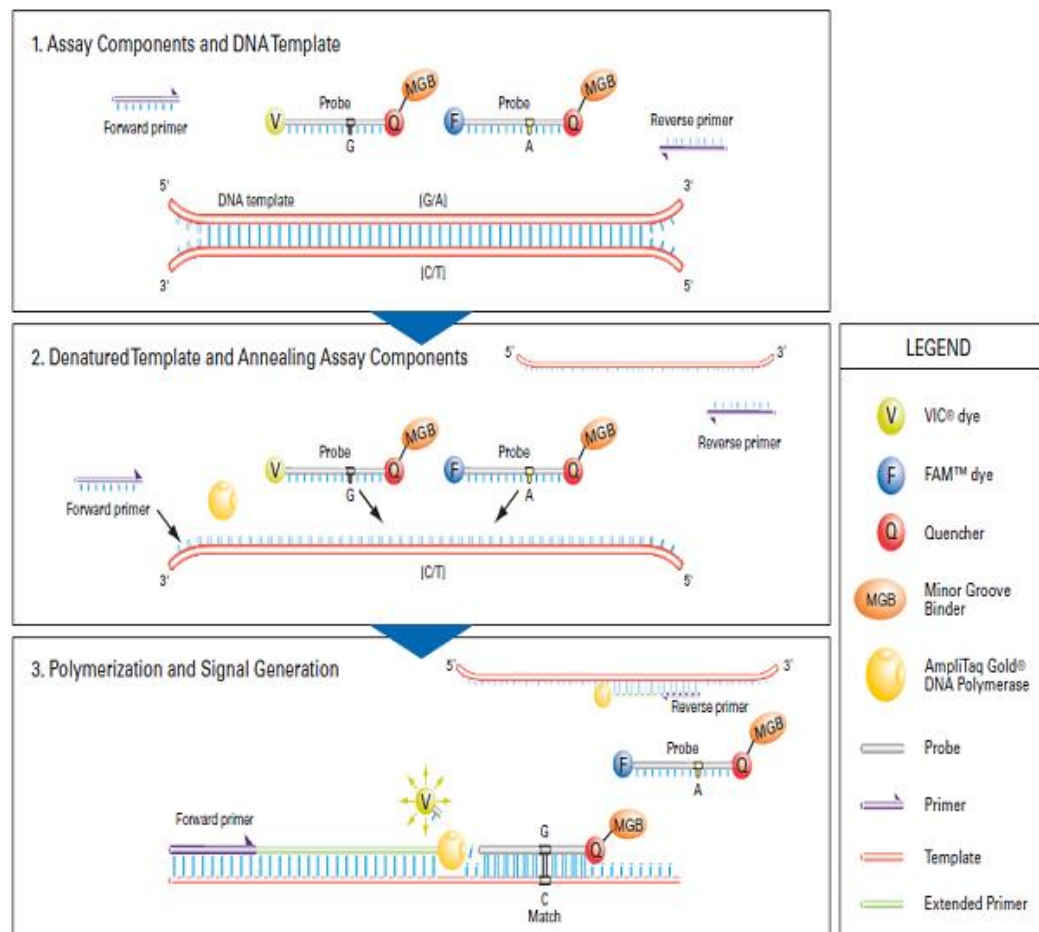 1. Assay Components and DNA Template
MGB
MGB
Probe
Probe
V
Q
F
Q
Forward primer
G
A
Reverse primer
5'
3'
DNA template
[G/A]
[C/T]
3'
5'
2. Denatured Template and Annealing Assay Components
5'
3'
MGB
MGB
Probe
Probe
V
Q
F
Q
Reverse primer
G
A
Forward primer
3'
[C/T]
5'
3. Polymerization and Signal Generation
5'
3'
Reverse primer
MGB
Probe
F
Q
A
V
Forward primer
G
MGB
Q
C
Match
LEGEND
V
VIC® dye
F
FAM™ dye
Q
Quencher
MGB
Minor Groove
Binder
AmpliTaq Gold®
DNA Polymerase
Probe
Primer
Template
Extended Primer